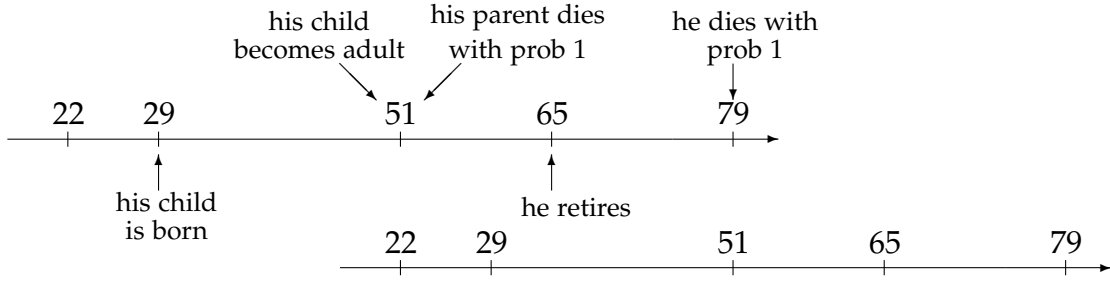 his child
becomes adult
his parent dies
with prob 1
he dies with
prob 1
22 29 51 65 79
his child
is born
he retires
22 29 51 65 79